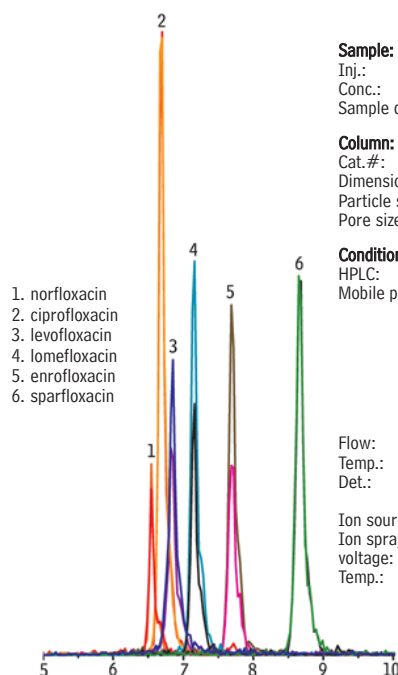 2
4
6
5
3
1
1. norfloxacin
2. ciprofloxacin
3. levofloxacin
4. lomefloxacin
5. enrofloxacin
6. sparfloxacin
5 6 7 8 9 10
Sample:
Inj.:
Conc.:
Sample
Column:
Cat.#:
Particle
Pore
HPLC:
Mobile
Flow:
Temp.:
Det.:
Ion
Ion
voltage:
Temp.: